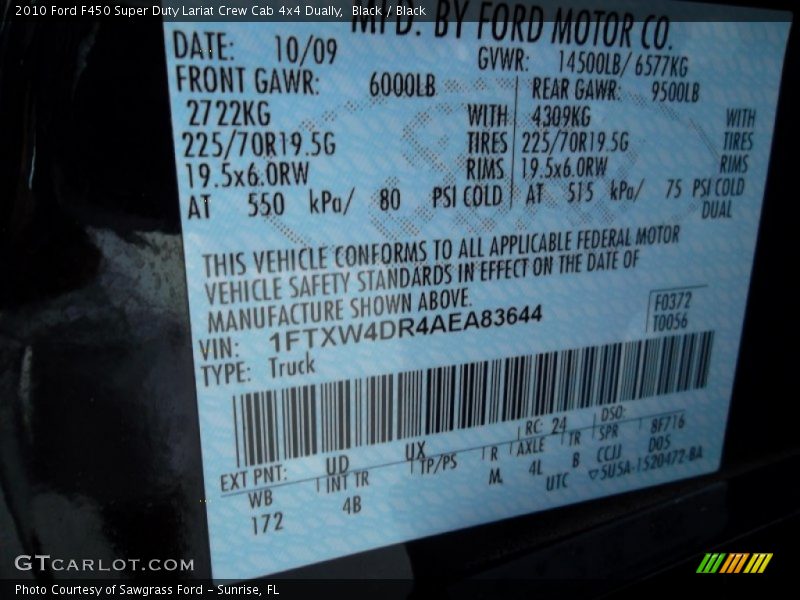 2010 Ford F450 Super Duty Lariat Crew Cab 4x4 Dually,  Black / Black
MFD. BY FORD MOTOR CO.
DATE: 10/09 GVWR: 14500LB/ 6577KG
FRONT GAWR: 6000LB REAR GAWR: 9500LB
2722KG WITH 4309KG WITH
225/70R19.5G TIRES 225/70R19.5G TIRES
19.5x6.0RW RIMS 19.5x6.0RW RIMS
AT 550 kPa/ 80 PSI COLD AT 515 kPa/ 75 PSI COLD
DUAL
THIS VEHICLE CONFORMS TO ALL APPLICABLE FEDERAL MOTOR
VEHICLE SAFETY STANDARDS IN EFFECT ON THE DATE OF
MANUFACTURE SHOWN ABOVE.
VIN: 1FTXW4DR4AEA83644 F0372
TYPE: Truck T0056
EXT PNT: UD UX RC: 24 DSO:
WB INT TR TP/PS R AXLE TR SPR 8F716
172 4B M 4L B CCJJ D05
UTC ▽5U5A-1520472-BA
GTCARLOT.COM
Photo Courtesy of Sawgrass Ford - Sunrise, FL